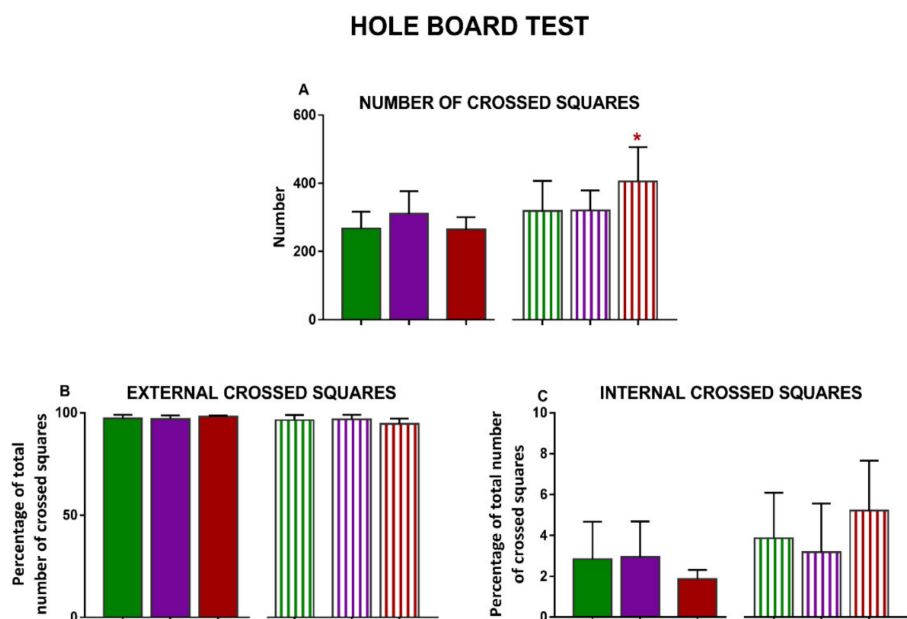 HOLE BOARD TEST
A
NUMBER OF CROSSED SQUARES
600
400
200
0
Number
*
B
EXTERNAL CROSSED SQUARES
100
50
0
Percentage of total
number of crossed squares
C
INTERNAL CROSSED SQUARES
10
8
6
4
2
0
Percentage of total number
of crossed squares